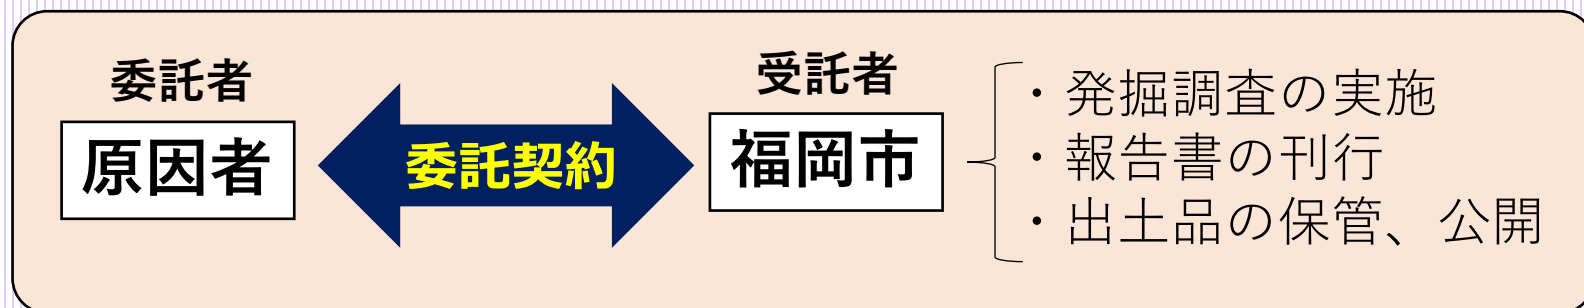 委託者
原因者
委託契約
受託者
福岡市
・発掘調査の実施
・報告書の刊行
・出土品の保管、公開